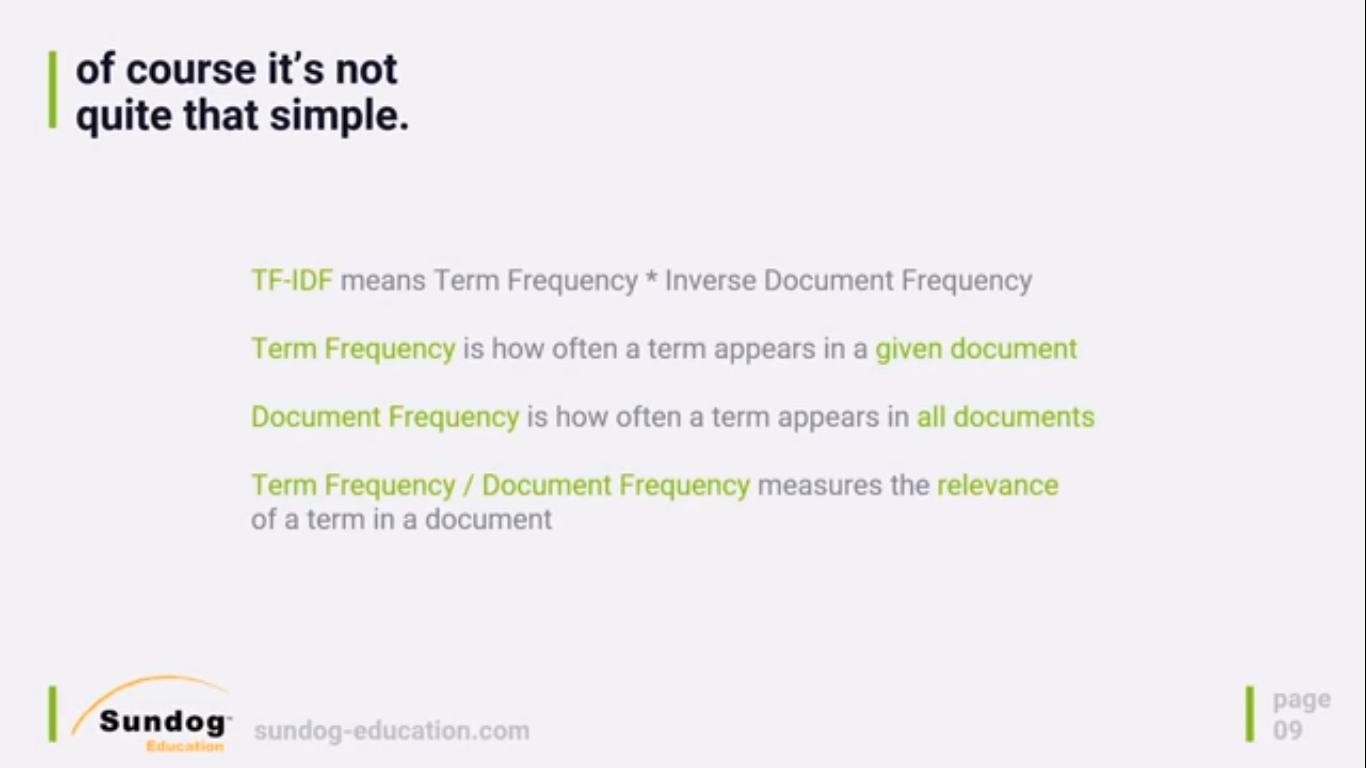 of course it’s not
quite that simple.
TF-IDF means Term Frequency * Inverse Document Frequency
Term Frequency is how often a term appears in a given document
Document Frequency is how often a term appears in all documents
Term Frequency / Document Frequency measures the relevance
of a term in a document
Sundog™
Education
sundog-education.com
page
09